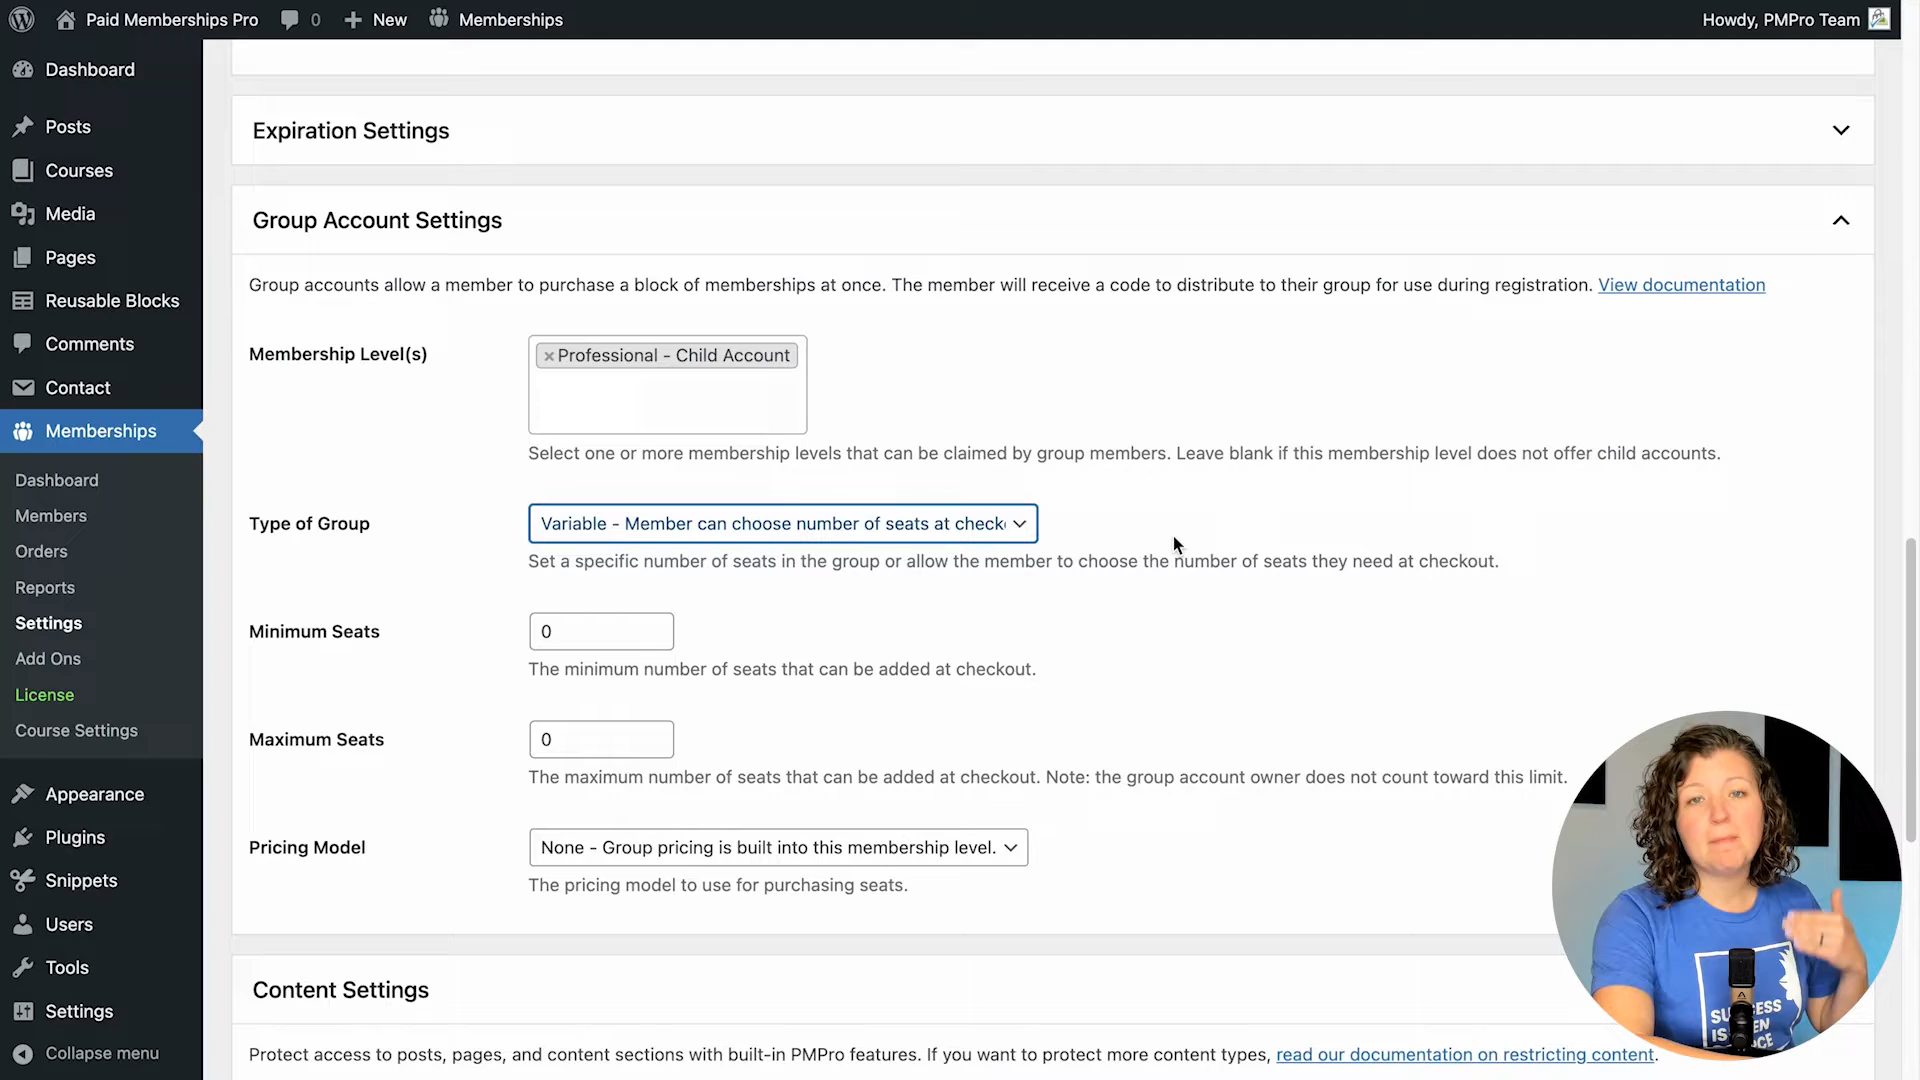 Paid Memberships Pro 0 New Memberships Howdy, PMPro Team
Dashboard
Posts
Courses
Media
Pages
Reusable Blocks
Comments
Contact
Memberships
Dashboard
Members
Orders
Reports
Settings
Add Ons
License
Course Settings
Appearance
Plugins
Snippets
Users
Tools
Settings
Collapse menu
Expiration Settings
Group Account Settings
Group accounts allow a member to purchase a block of memberships at once. The member will receive a code to distribute to their group for use during registration. View documentation
Membership Level(s)
×Professional - Child Account
Select one or more membership levels that can be claimed by group members. Leave blank if this membership level does not offer child accounts.
Type of Group
Variable - Member can choose number of seats at check
Set a specific number of seats in the group or allow the member to choose the number of seats they need at checkout.
Minimum Seats
0
The minimum number of seats that can be added at checkout.
Maximum Seats
0
The maximum number of seats that can be added at checkout. Note: the group account owner does not count toward this limit.
Pricing Model
None - Group pricing is built into this membership level.
The pricing model to use for purchasing seats.
Content Settings
Protect access to posts, pages, and content sections with built-in PMPro features. If you want to protect more content types, read our documentation on restricting content.